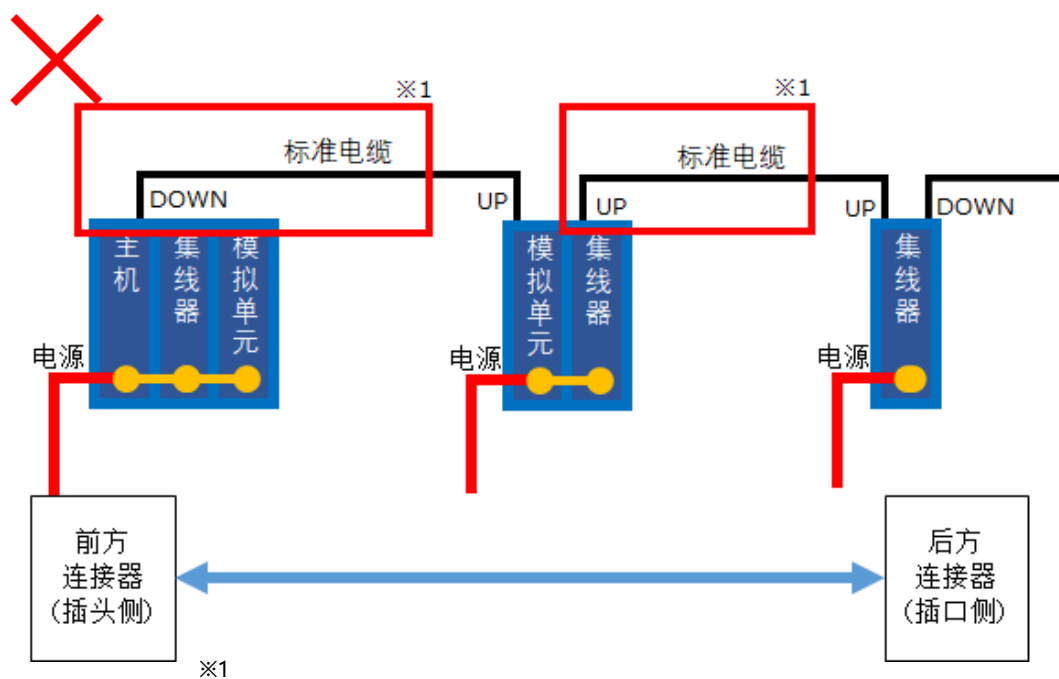 ※1
※1
标准电缆
标准电缆
DOWN
UP
UP
UP
DOWN
主机
集线器
模拟单元
模拟单元
集线器
集线器
电源
电源
电源
前方
连接器
(插头侧)
后方
连接器
(插口侧)
※1